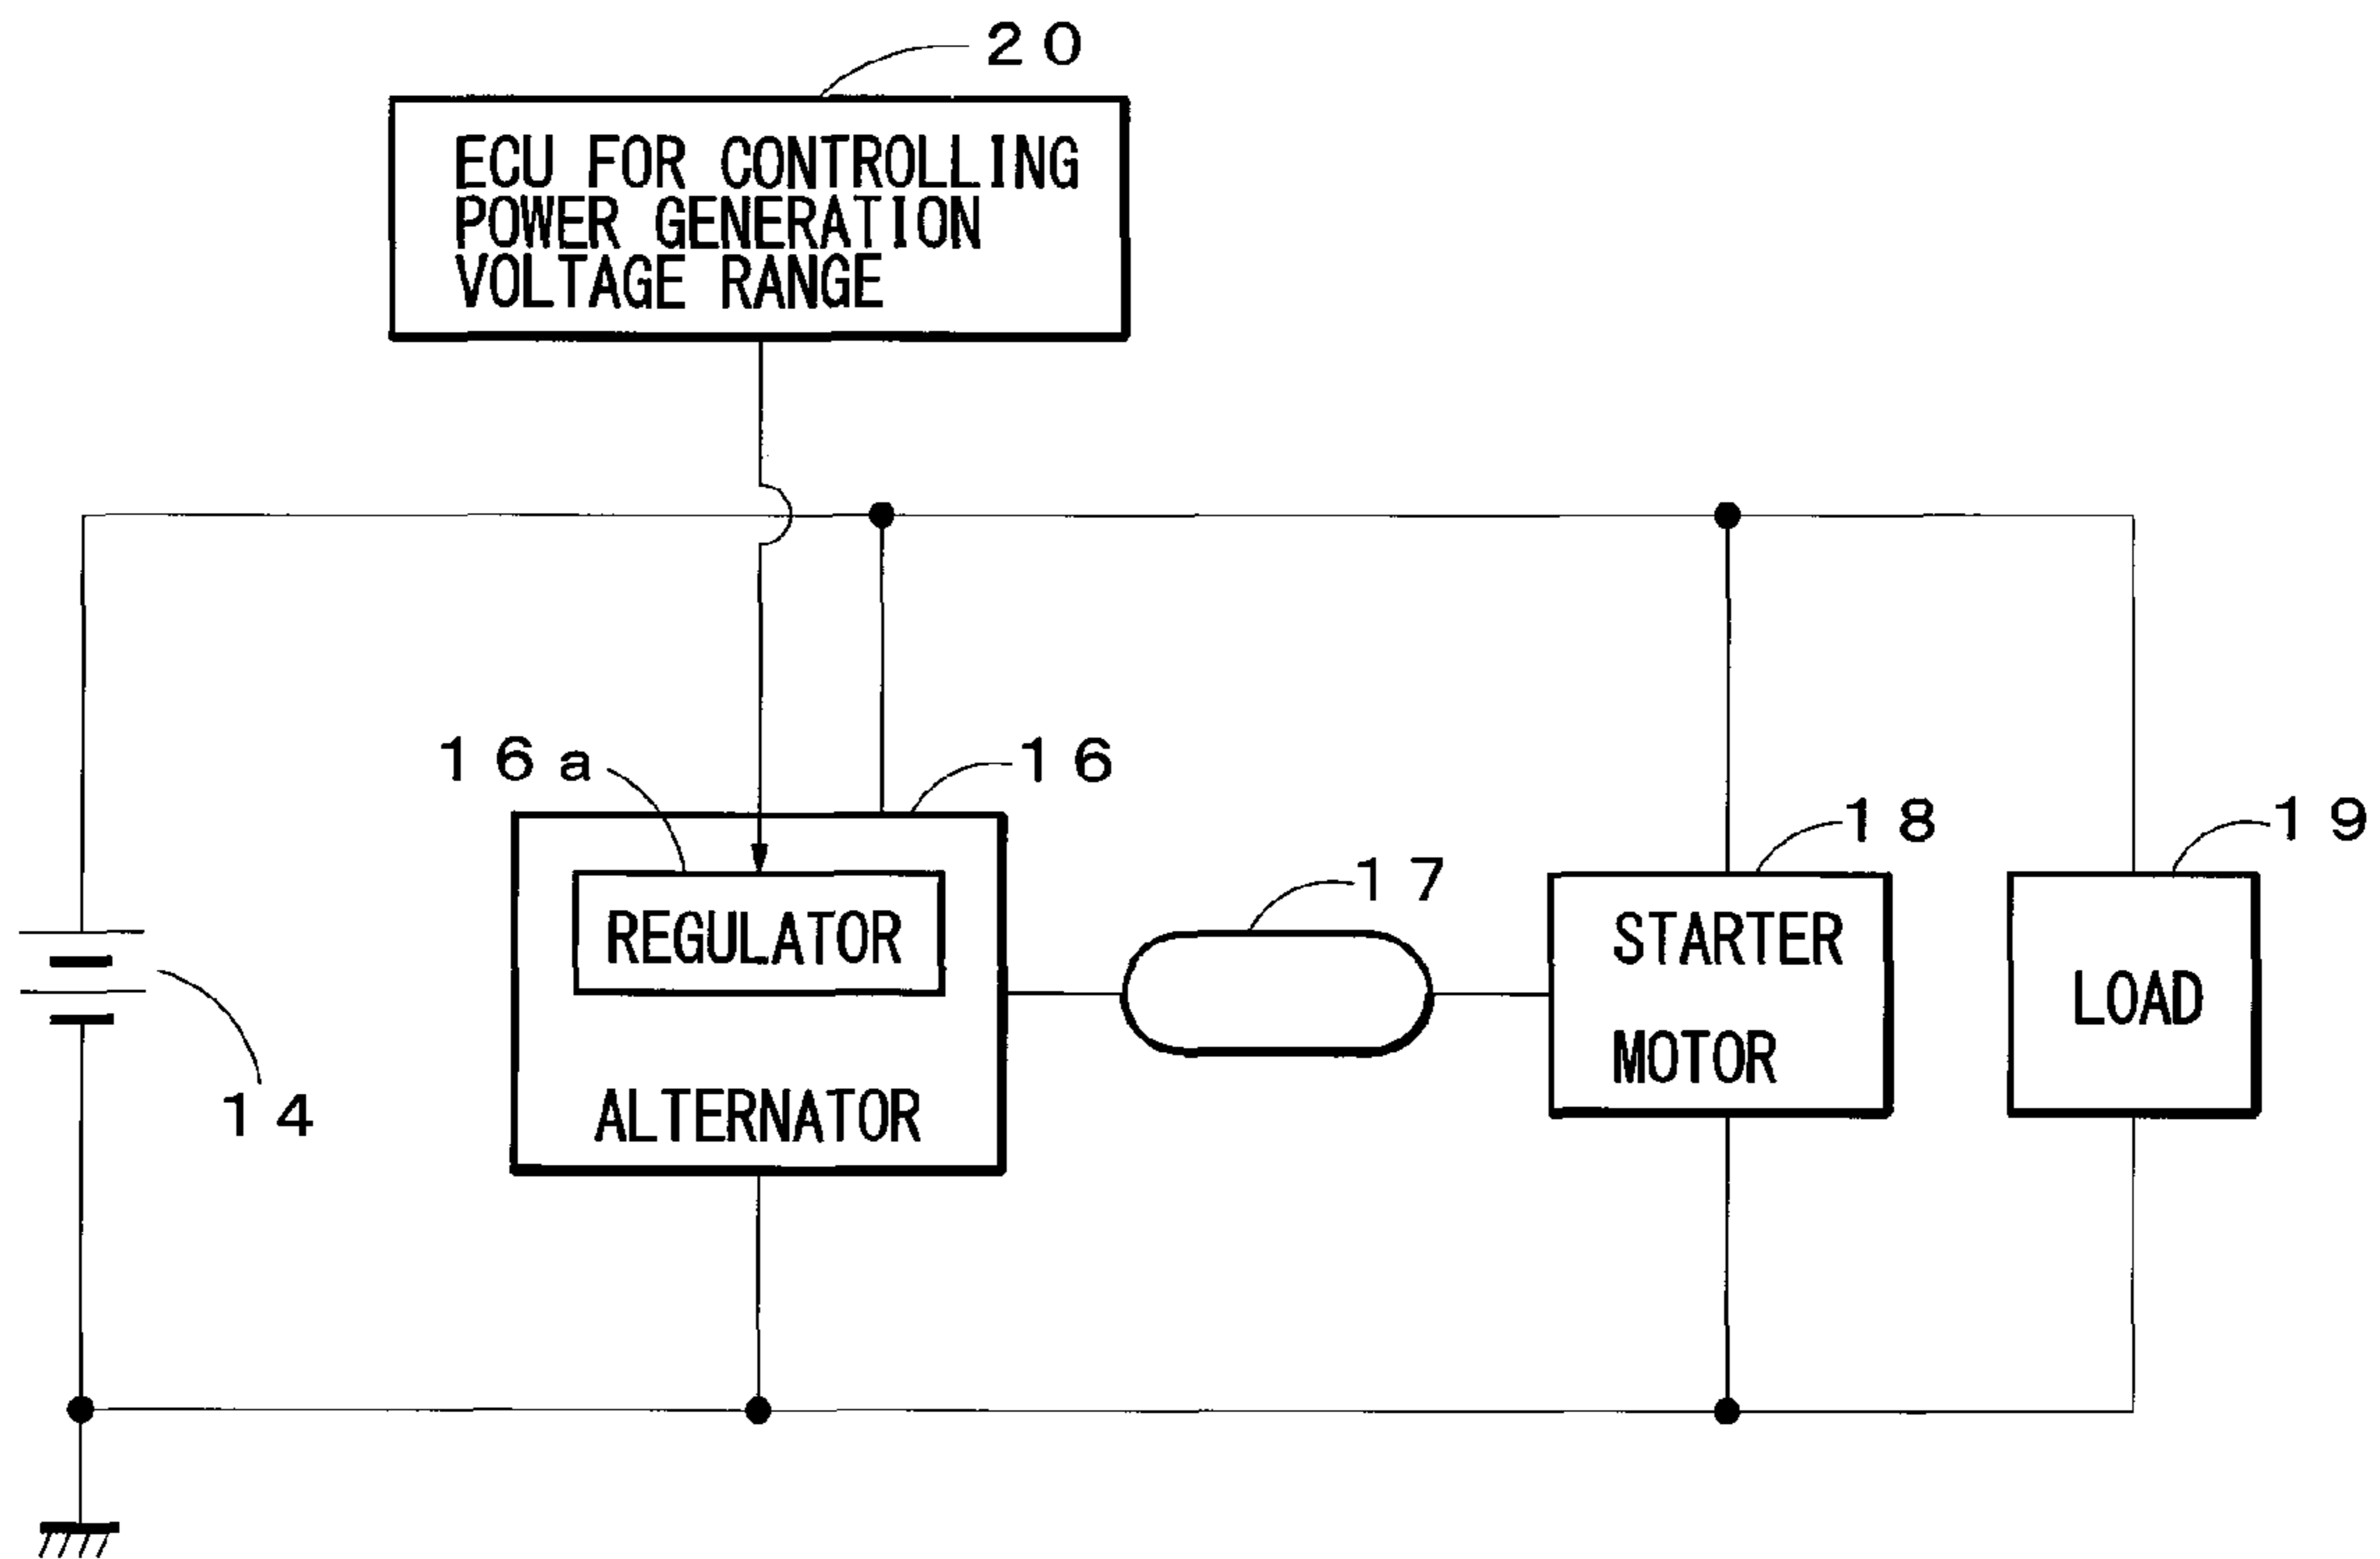 20
ECU FOR CONTROLLING
POWER GENERATION
VOLTAGE RANGE
16a
16
18
19
17
REGULATOR
STARTER
LOAD
MOTOR
ALTERNATOR
14